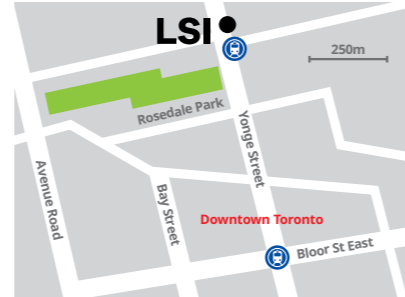 LSI
250m
Rosedale Park
Yonge Street
Avenue Road
Bay Street
Downtown Toronto
Bloor St East